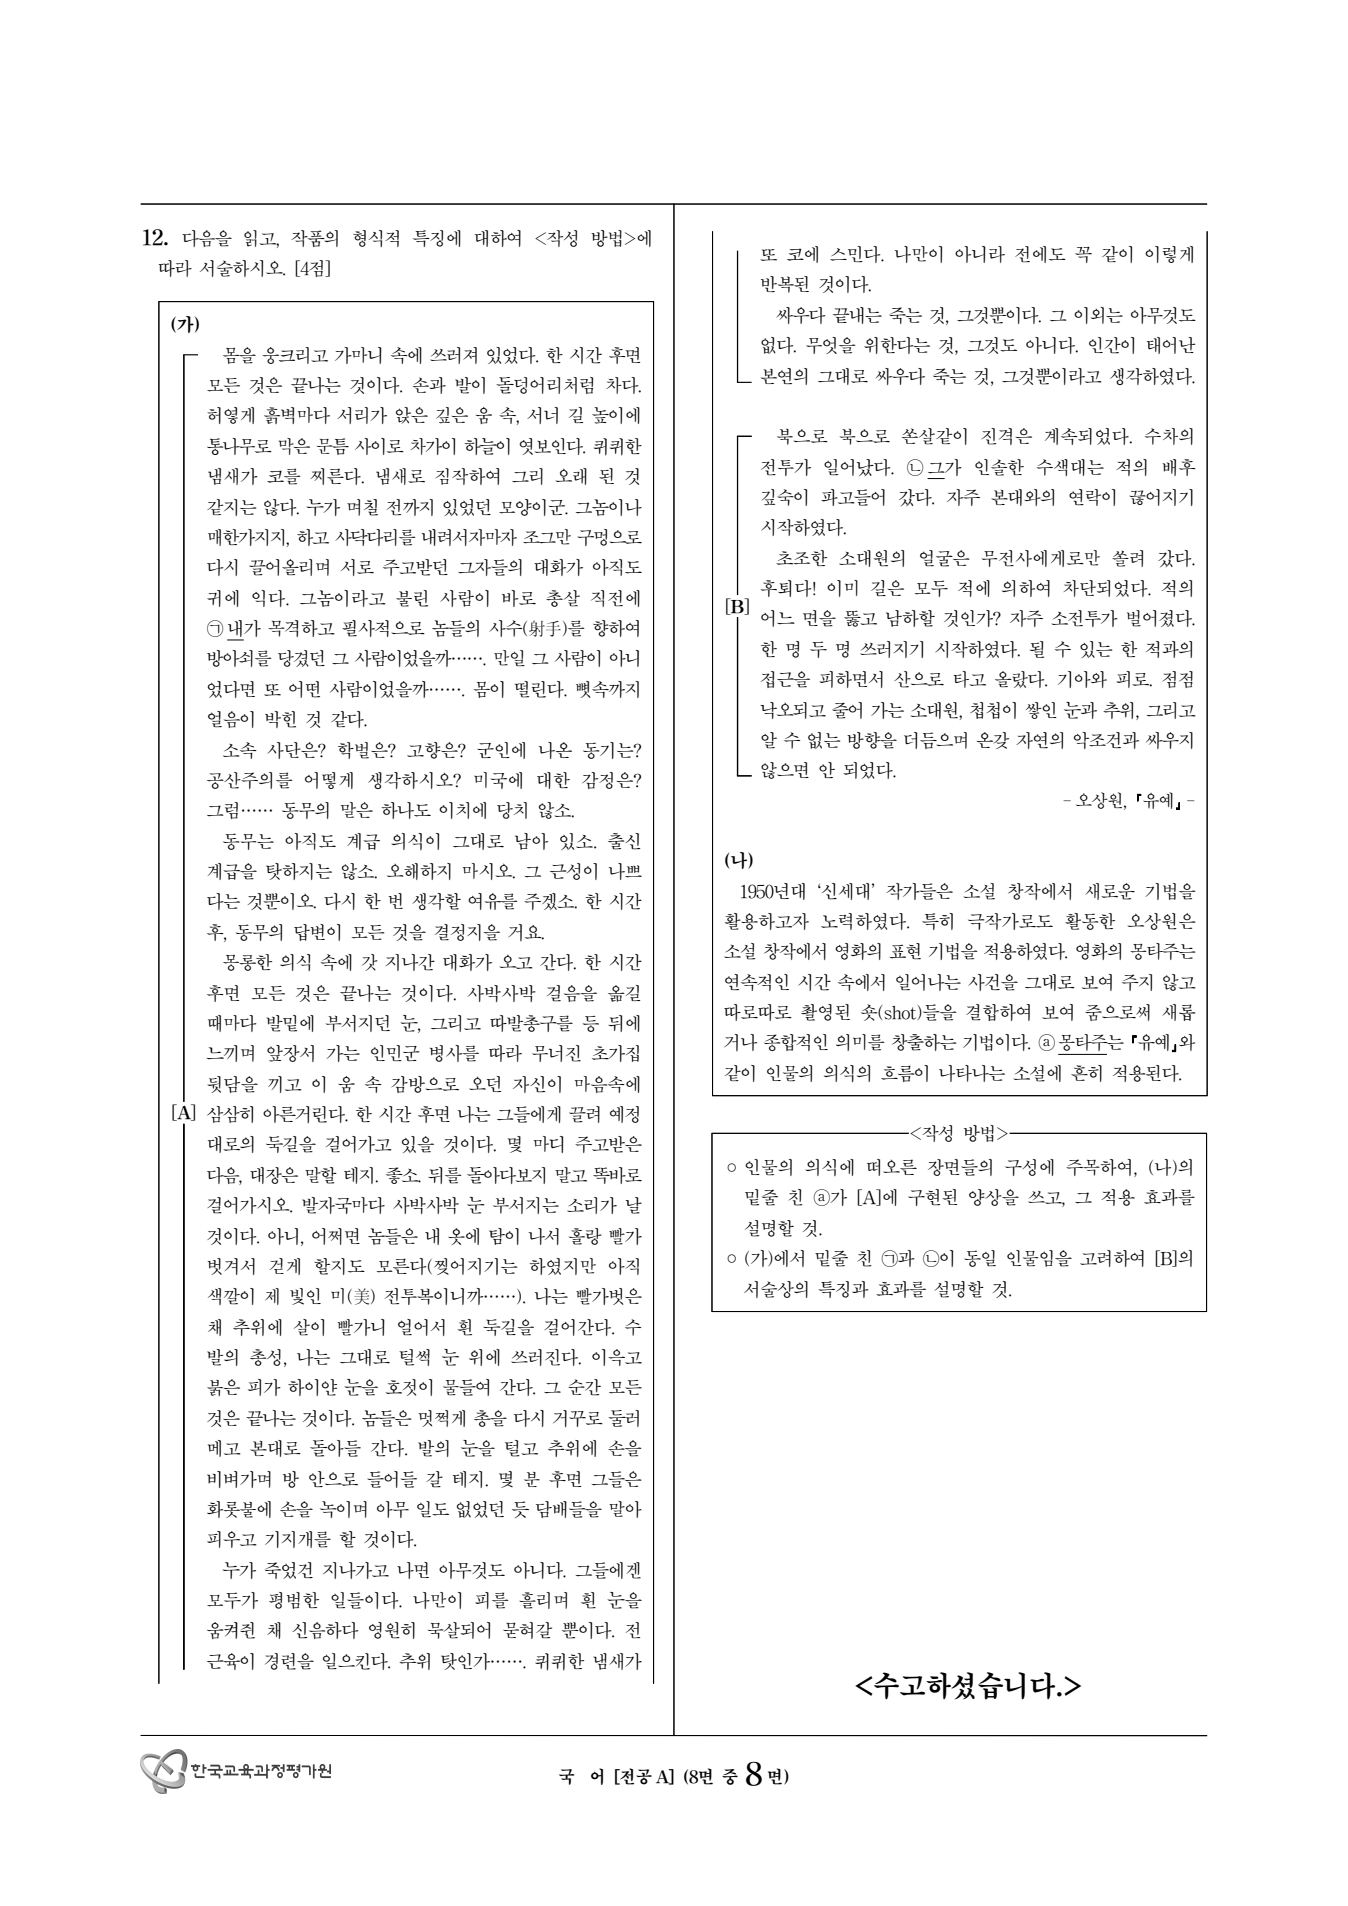 12. 다음을 읽고, 작품의 형식적 특징에 대하여 <작성 방법>에
따라 서술하시오. [4점]
(가)
몸을 웅크리고 가마니 속에 쓰러져 있었다. 한 시간 후면
모든 것은 끝나는 것이다. 손과 발이 돌덩어리처럼 차다.
허옇게 흙벽마다 서리가 앉은 깊은 움 속, 서너 길 높이에
통나무로 막은 문틈 사이로 차가이 하늘이 엿보인다. 퀴퀴한
냄새가 코를 찌른다. 냄새로 짐작하여 그리 오래 된 것
같지는 않다. 누가 며칠 전까지 있었던 모양이군. 그놈이나
매한가지지, 하고 사닥다리를 내려서자마자 조그만 구멍으로
다시 끌어올리며 서로 주고받던 그자들의 대화가 아직도
귀에 익다. 그놈이라고 불린 사람이 바로 총살 직전에
㉠내가 목격하고 필사적으로 놈들의 사수(射手)를 향하여
방아쇠를 당겼던 그 사람이었을까……. 만일 그 사람이 아니
었다면 또 어떤 사람이었을까……. 몸이 떨린다. 뼛속까지
얼음이 박힌 것 같다.
소속 사단은? 학벌은? 고향은? 군인에 나온 동기는?
공산주의를 어떻게 생각하시오? 미국에 대한 감정은?
그럼…… 동무의 말은 하나도 이치에 당치 않소.
동무는 아직도 계급 의식이 그대로 남아 있소. 출신
계급을 탓하지는 않소. 오해하지 마시오. 그 근성이 나쁘
다는 것뿐이오. 다시 한 번 생각할 여유를 주겠소. 한 시간
후, 동무의 답변이 모든 것을 결정지을 거요.
몽롱한 의식 속에 갓 지나간 대화가 오고 간다. 한 시간
후면 모든 것은 끝나는 것이다. 사박사박 걸음을 옮길
때마다 발밑에 부서지던 눈, 그리고 따발총구를 등 뒤에
느끼며 앞장서 가는 인민군 병사를 따라 무너진 초가집
뒷담을 끼고 이 움 속 감방으로 오던 자신이 마음속에
[A] 삼삼히 아른거린다. 한 시간 후면 나는 그들에게 끌려 예정
대로의 둑길을 걸어가고 있을 것이다. 몇 마디 주고받은
다음, 대장은 말할 테지. 좋소. 뒤를 돌아다보지 말고 똑바로
걸어가시오. 발자국마다 사박사박 눈 부서지는 소리가 날
것이다. 아니, 어쩌면 놈들은 내 옷에 탐이 나서 홀랑 빨가
벗겨서 걷게 할지도 모른다(찢어지기는 하였지만 아직
색깔이 제 빛인 미(美) 전투복이니까……). 나는 빨가벗은
채 추위에 살이 빨가니 얼어서 흰 둑길을 걸어간다. 수
발의 총성, 나는 그대로 털썩 눈 위에 쓰러진다. 이윽고
붉은 피가 하이얀 눈을 호젓이 물들여 간다. 그 순간 모든
것은 끝나는 것이다. 놈들은 멋쩍게 총을 다시 거꾸로 둘러
메고 본대로 돌아들 간다. 발의 눈을 털고 추위에 손을
비벼가며 방 안으로 들어들 갈 테지. 몇 분 후면 그들은
화롯불에 손을 녹이며 아무 일도 없었던 듯 담배들을 말아
피우고 기지개를 할 것이다.
누가 죽었건 지나가고 나면 아무것도 아니다. 그들에겐
모두가 평범한 일들이다. 나만이 피를 흘리며 흰 눈을
움켜쥔 채 신음하다 영원히 묵살되어 묻혀갈 뿐이다. 전
근육이 경련을 일으킨다. 추위 탓인가……. 퀴퀴한 냄새가
또 코에 스민다. 나만이 아니라 전에도 꼭 같이 이렇게
반복된 것이다.
싸우다 끝내는 죽는 것, 그것뿐이다. 그 이외는 아무것도
없다. 무엇을 위한다는 것, 그것도 아니다. 인간이 태어난
본연의 그대로 싸우다 죽는 것, 그것뿐이라고 생각하였다.
북으로 북으로 쏜살같이 진격은 계속되었다. 수차의
전투가 일어났다. ㉡그가 인솔한 수색대는 적의 배후
깊숙이 파고들어 갔다. 자주 본대와의 연락이 끊어지기
시작하였다.
초조한 소대원의 얼굴은 무전사에게로만 쏠려 갔다.
후퇴다! 이미 길은 모두 적에 의하여 차단되었다. 적의
[B] 어느 면을 뚫고 남하할 것인가? 자주 소전투가 벌어졌다.
한 명 두 명 쓰러지기 시작하였다. 될 수 있는 한 적과의
접근을 피하면서 산으로 타고 올랐다. 기아와 피로. 점점
낙오되고 줄어 가는 소대원, 첩첩이 쌓인 눈과 추위, 그리고
알 수 없는 방향을 더듬으며 온갖 자연의 악조건과 싸우지
않으면 안 되었다.
- 오상원, 『유예』 -
(나)
1950년대 ‘신세대’ 작가들은 소설 창작에서 새로운 기법을
활용하고자 노력하였다. 특히 극작가로도 활동한 오상원은
소설 창작에서 영화의 표현 기법을 적용하였다. 영화의 몽타주는
연속적인 시간 속에서 일어나는 사건을 그대로 보여 주지 않고
따로따로 촬영된 숏(shot)들을 결합하여 보여 줌으로써 새롭
거나 종합적인 의미를 창출하는 기법이다. ⓐ몽타주는 『유예』와
같이 인물의 의식의 흐름이 나타나는 소설에 흔히 적용된다.
<작성 방법>
○ 인물의 의식에 떠오른 장면들의 구성에 주목하여, (나)의
밑줄 친 ⓐ가 [A]에 구현된 양상을 쓰고, 그 적용 효과를
설명할 것.
○ (가)에서 밑줄 친 ㉠과 ㉡이 동일 인물임을 고려하여 [B]의
서술상의 특징과 효과를 설명할 것.
<수고하셨습니다.>
한국교육과정평가원
국 어 [전공 A] (8면 중 8 면)